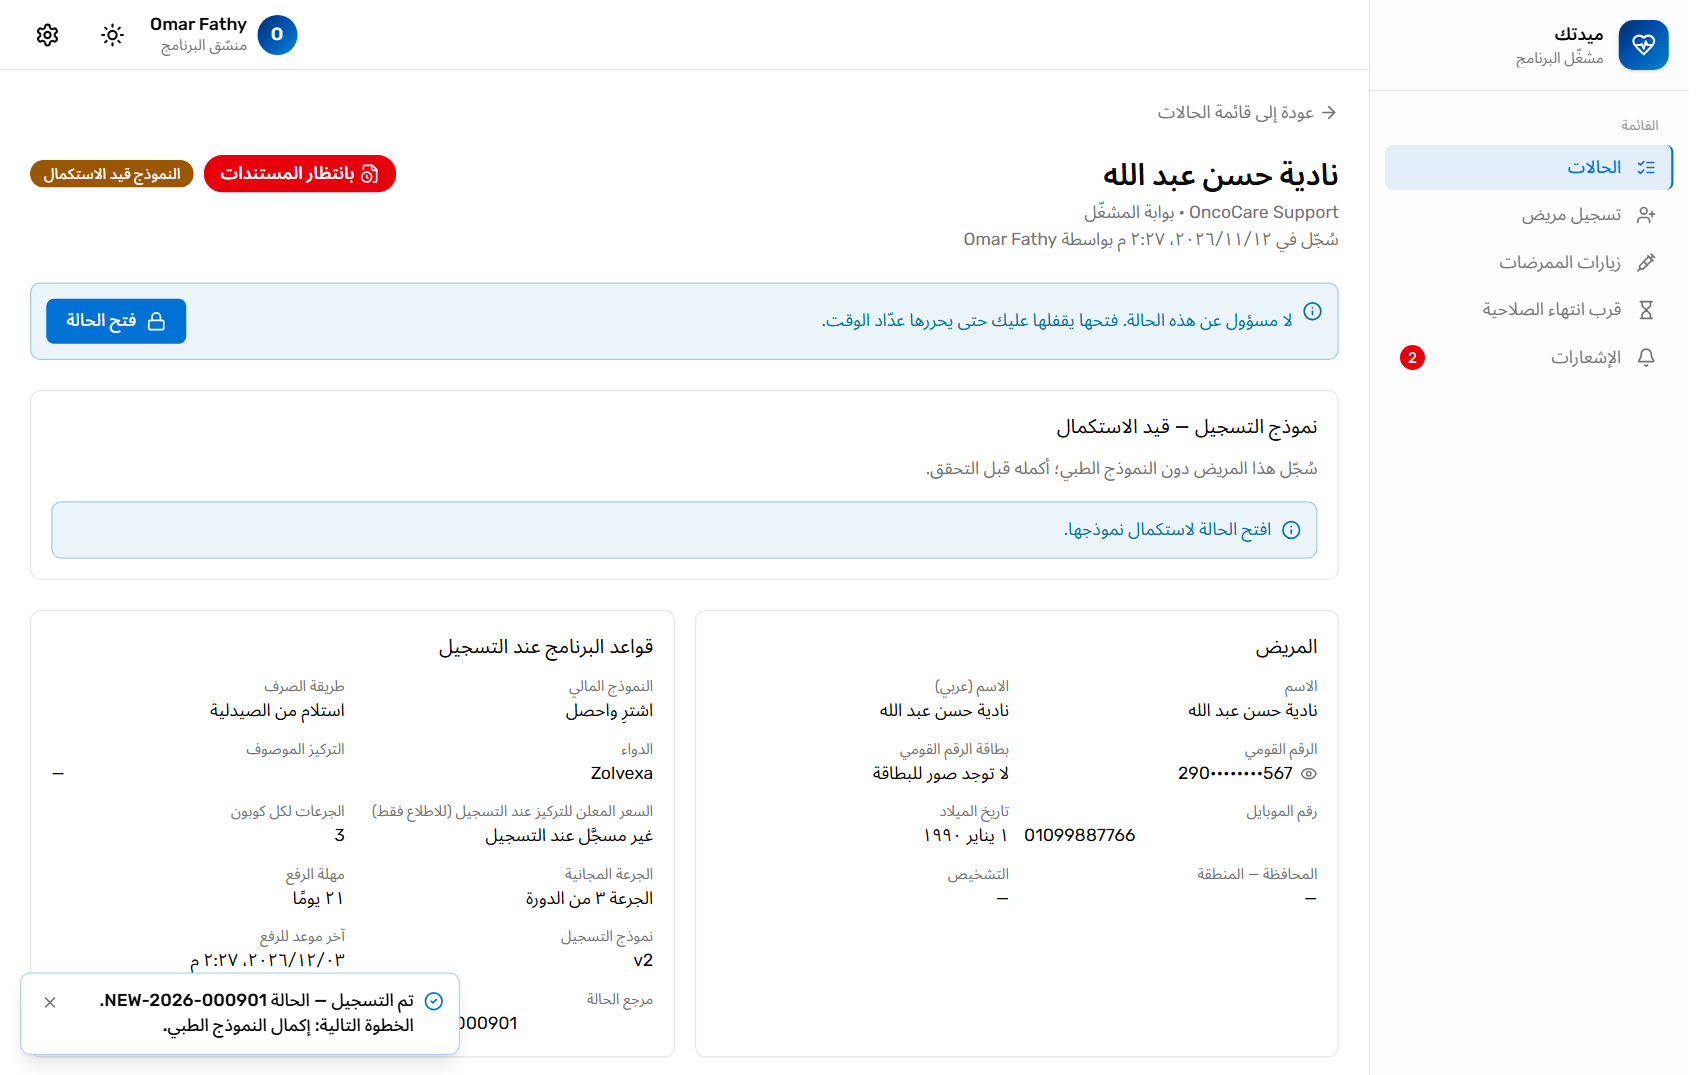 ميدتك
مشغّل البرنامج
القائمة
الحالات
تسجيل مريض
زيارات الممرضات
قرب انتهاء الصلاحية
الإشعارات
2
O
Omar Fathy
منسّق البرنامج
عودة إلى قائمة الحالات
نادية حسن عبد الله
بانتظار المستندات
النموذج قيد الاستكمال
OncoCare Support • بوابة المشغّل
سُجّل في ٢٠٢٦/١١/١٢، ٢:٢٧ م بواسطة Omar Fathy
لا مسؤول عن هذه الحالة. فتحها يقفلها عليك حتى يحررها عدّاد الوقت.
فتح الحالة
نموذج التسجيل – قيد الاستكمال
سُجّل هذا المريض دون النموذج الطبي؛ أكمله قبل التحقق.
افتح الحالة لاستكمال نموذجها.
المريض
الاسم
نادية حسن عبد الله
الاسم (عربي)
نادية حسن عبد الله
الرقم القومي
290••••••••567
بطاقة الرقم القومي
لا توجد صور للبطاقة
رقم الموبايل
01099887766
تاريخ الميلاد
١ يناير ١٩٩٠
المحافظة – المنطقة
–
التشخيص
–
قواعد البرنامج عند التسجيل
النموذج المالي
اشترِ واحصل
طريقة الصرف
استلام من الصيدلية
الدواء
Zolvexa
التركيز الموصوف
–
السعر المعلن للتركيز عند التسجيل (للاطلاع فقط)
غير مسجَّل عند التسجيل
الجرعات لكل كوبون
3
الجرعة المجانية
الجرعة ٣ من الدورة
مهلة الرفع
٢١ يومًا
نموذج التسجيل
v2
آخر موعد للرفع
٢٠٢٦/١٢/٠٣، ٢:٢٧ م
مرجع الحالة
000901
تم التسجيل – الحالة NEW-2026-000901.
الخطوة التالية: إكمال النموذج الطبي.